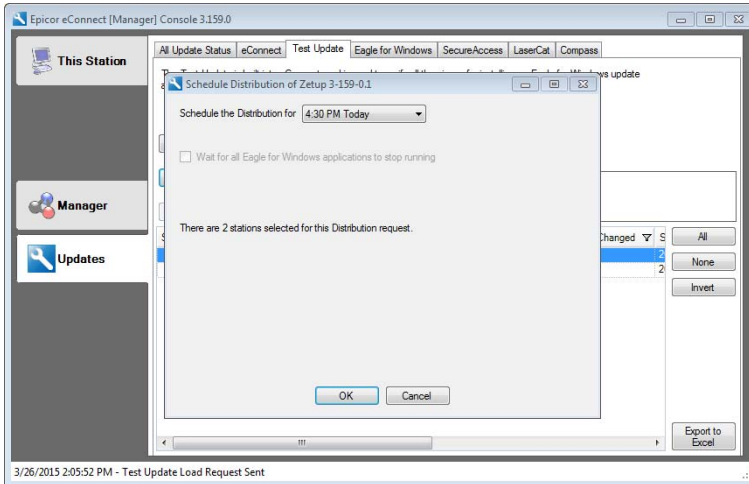 Epicor eConnect [Manager] Console 3.159.0
This Station
All Update Status eConnect Test Update Eagle for Windows SecureAccess LaserCat Compass
ws update
Schedule Distribution of Zetup 3-159-0.1
Schedule the Distribution for 4:30 PM Today
Wait for all Eagle for Windows applications to stop running
Manager
There are 2 stations selected for this Distribution request.
Changed S All
Updates
2 None
2 Invert
OK Cancel
Export to
Excel
3/26/2015 2:05:52 PM - Test Update Load Request Sent